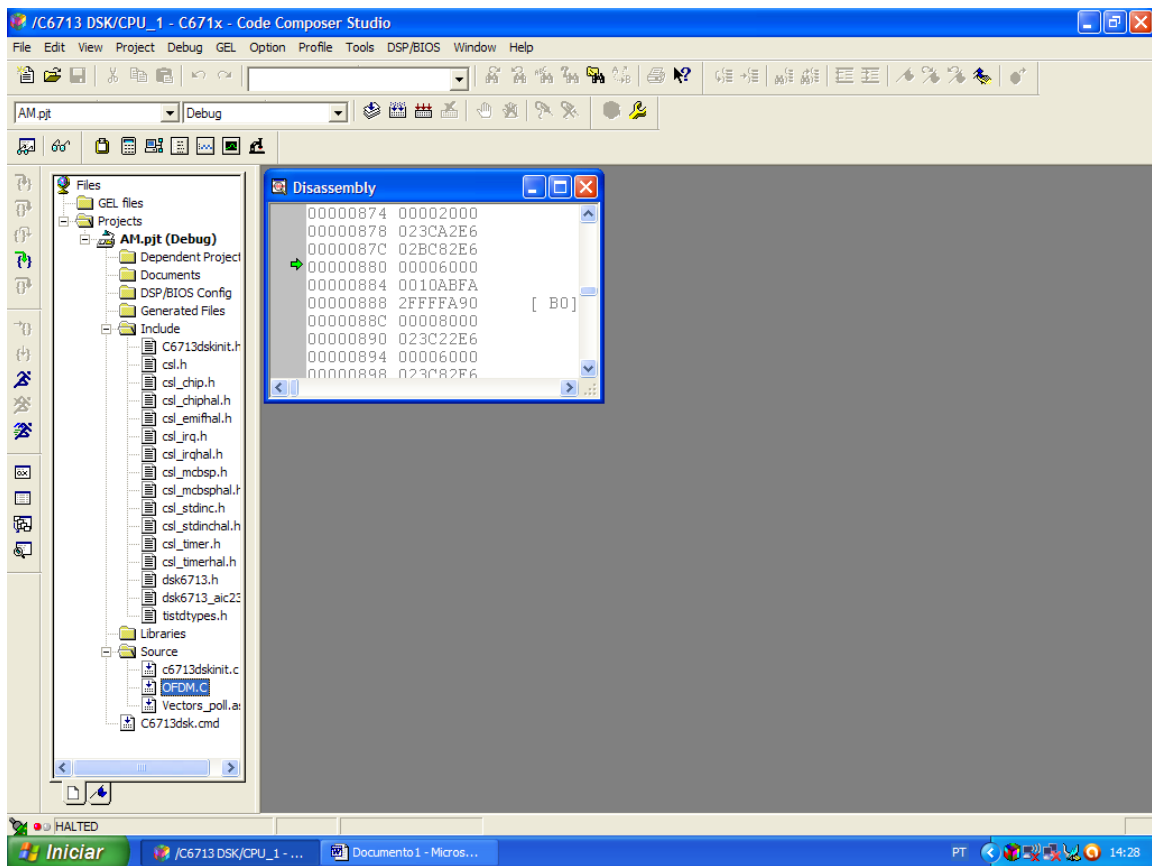 /C6713 DSK/CPU_1 - C671x - Code Composer Studio
File Edit View Project Debug GEL Option Profile Tools DSP/BIOS Window Help
AM.pjt Debug
Files
GEL files
Projects
AM.pjt (Debug)
Dependent Project
Documents
DSP/BIOS Config
Generated Files
Include
C6713dskinit.h
csl.h
csl_chip.h
csl_chiphal.h
csl_emifhal.h
csl_irq.h
csl_irqhal.h
csl_mcbsp.h
csl_mcbsphal.h
csl_stdinc.h
csl_stdinchal.h
csl_timer.h
csl_timerhal.h
dsk6713.h
dsk6713_aic23
tistdtypes.h
Libraries
Source
c6713dskinit.c
OFDM.C
Vectors_poll.a
C6713dsk.cmd
Disassembly
00000874 00002000
00000878 023CA2E6
0000087C 02BC82E6
00000880 00006000
00000884 0010ABFA
00000888 2FFFFA90 [ B0]
0000088C 00008000
00000890 023C22E6
00000894 00006000
00000898 023C82E6
HALTED
Iniciar /C6713 DSK/CPU_1 - ... Documento1 - Micros... PT 14:28